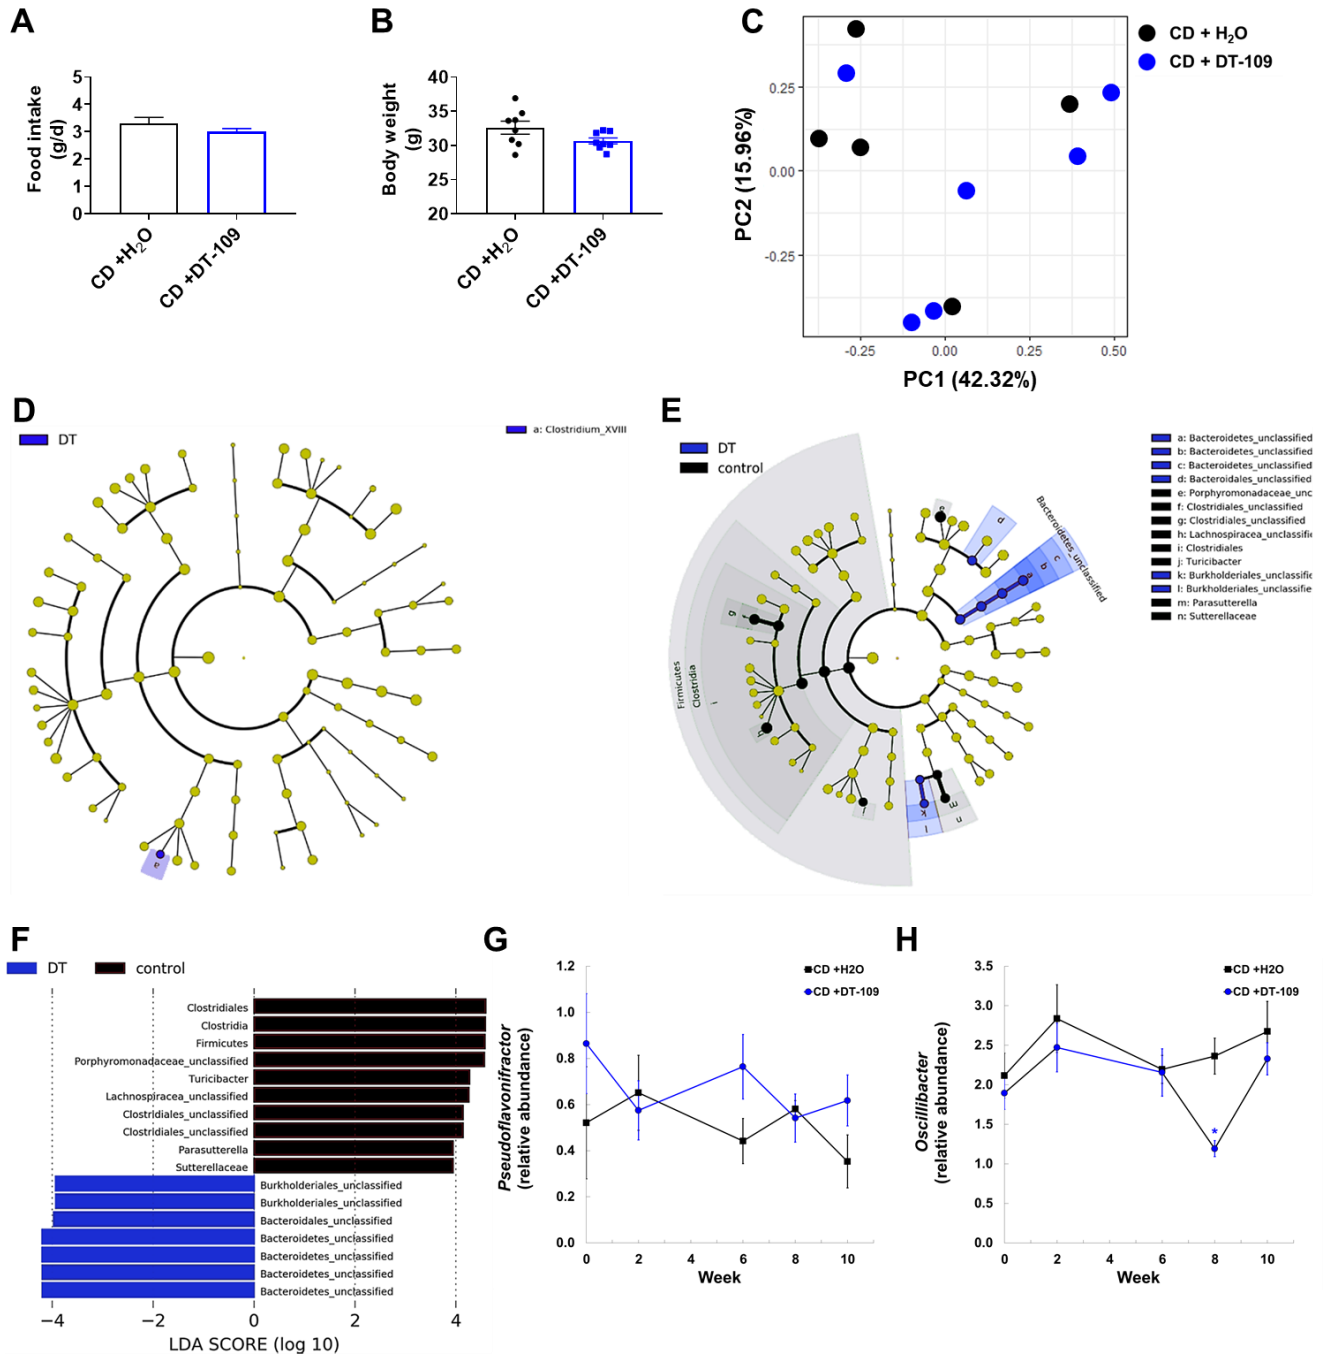 A
Food intake
(g/d)
5
4
3
2
1
0
CD +H₂O
CD +DT-109
B
Body weight
(g)
40
35
30
25
20
CD +H₂O
CD +DT-109
C
PC2 (15.96%)
0.25
0.00
-0.25
-0.25
0.00
0.25
0.50
PC1 (42.32%)
CD + H₂O
CD + DT-109
D
DT
a: Clostridium_XVIII
a
E
DT
control
Firmicutes
Clostridia
i
g
d
Bacteroidetes_unclassified
c
b
a
k
l
m
n
a: Bacteroidetes_unclassified
b: Bacteroidetes_unclassified
c: Bacteroidetes_unclassified
d: Bacteroidales_unclassified
e: Porphyromonadaceae_unc
f: Clostridiales_unclassified
g: Clostridiales_unclassified
h: Lachnospiracea_unclassifie
i: Clostridiales
j: Turicibacter
k: Burkholderiales_unclassifie
l: Burkholderiales_unclassifie
m: Parasutterella
n: Sutterellaceae
F
DT
control
Clostridiales
Clostridia
Firmicutes
Porphyromonadaceae_unclassified
Turicibacter
Lachnospiracea_unclassified
Clostridiales_unclassified
Clostridiales_unclassified
Parasutterella
Sutterellaceae
Burkholderiales_unclassified
Burkholderiales_unclassified
Bacteroidales_unclassified
Bacteroidetes_unclassified
Bacteroidetes_unclassified
Bacteroidetes_unclassified
Bacteroidetes_unclassified
−4
−2
0
2
4
LDA SCORE (log 10)
G
Pseudoflavonifractor
(relative abundance)
1.2
1.0
0.8
0.6
0.4
0.2
0.0
CD +H2O
CD +DT-109
0
2
4
6
8
10
Week
H
Oscillibacter
(relative abundance)
3.5
3.0
2.5
2.0
1.5
1.0
0.5
0.0
CD +H2O
CD +DT-109
*
0
2
4
6
8
10
Week